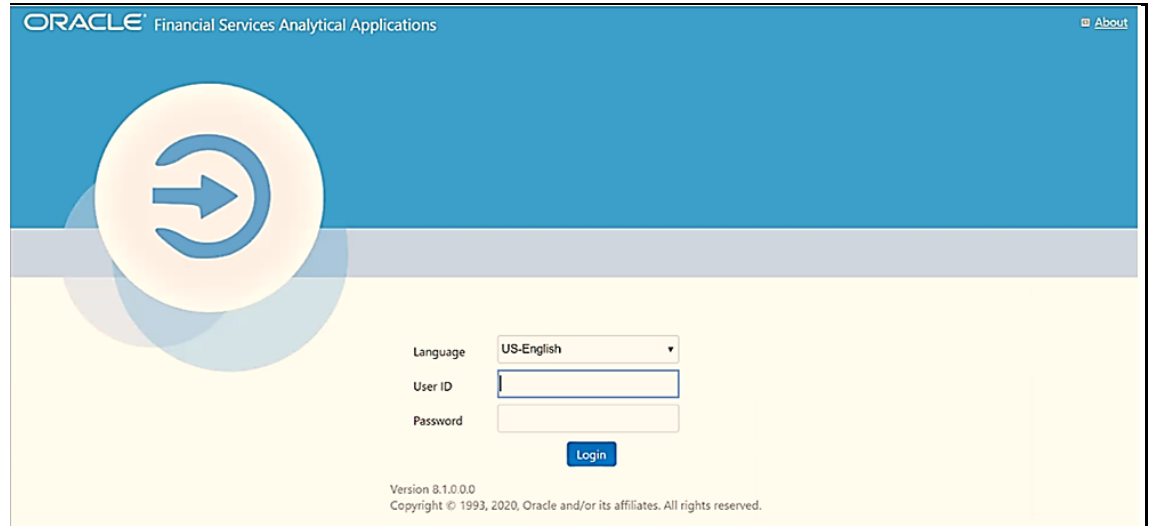 ORACLE® Financial Services Analytical Applications
About
Language US-English
User ID
Password
Login
Version 8.1.0.0.0
Copyright © 1993, 2020, Oracle and/or its affiliates. All rights reserved.